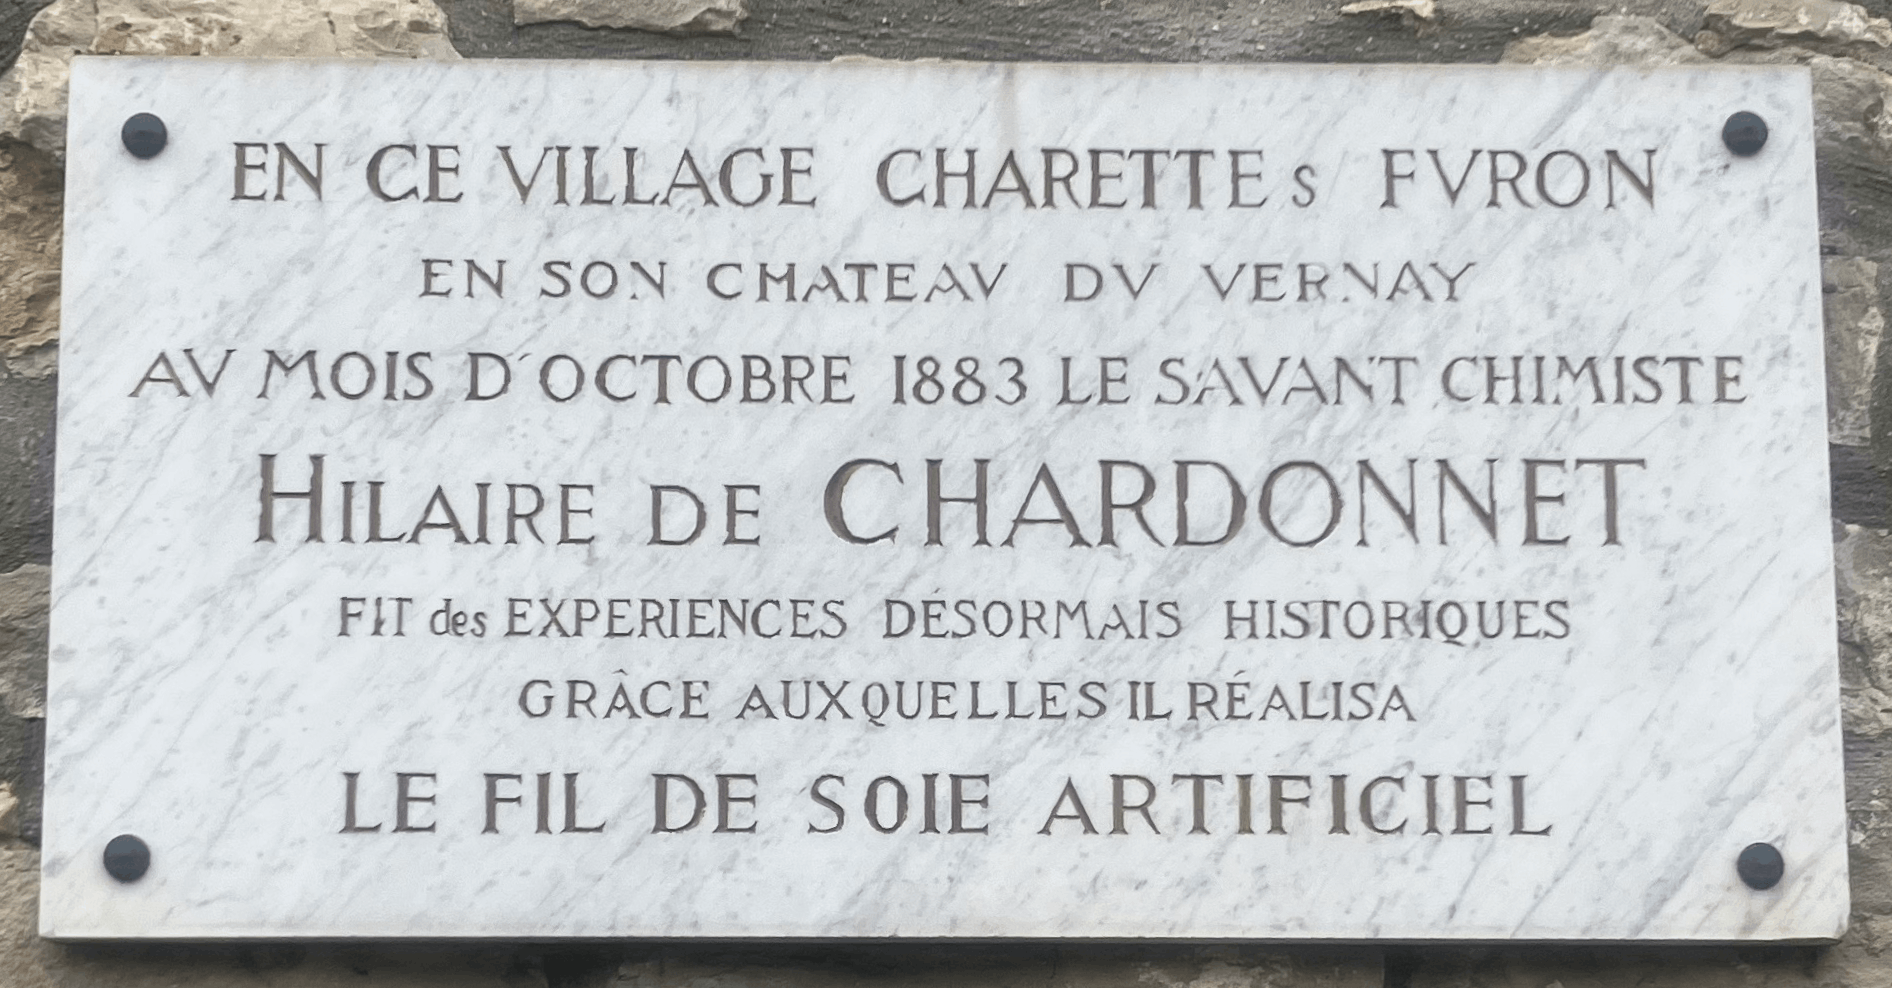 EN CE VILLAGE CHARETTE s FVRON
EN SON CHATEAV DV VERNAY
AV MOIS D'OCTOBRE 1883 LE SAVANT CHIMISTE
HILAIRE DE CHARDONNET
FIT des EXPERIENCES DÉSORMAIS HISTORIQUES
GRÂCE AUXQUELLES IL RÉALISA
LE FIL DE SOIE ARTIFICIEL